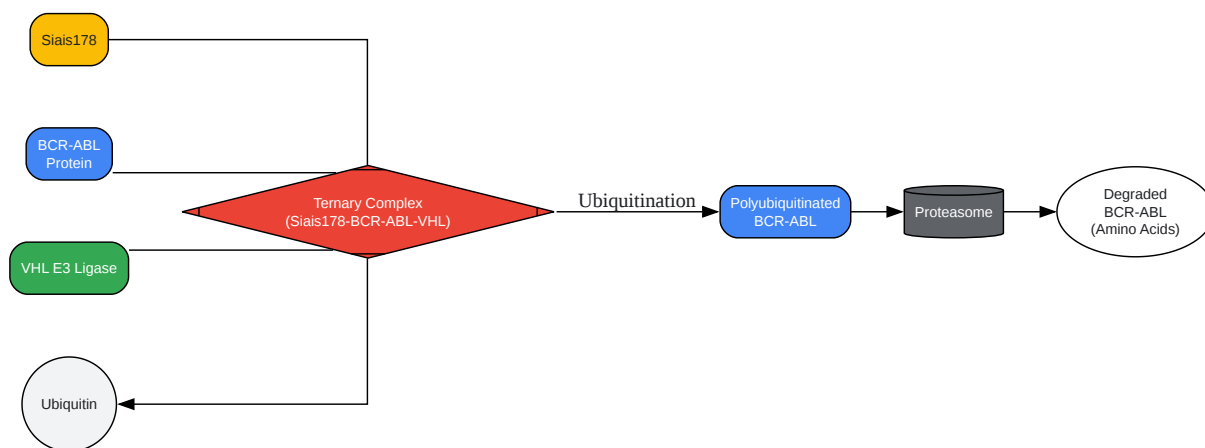 Siais178
BCR-ABL
Protein
VHL E3 Ligase
Ubiquitin
Ternary Complex
(Siais178-BCR-ABL-VHL)
Ubiquitination
Polyubiquitinated
BCR-ABL
Proteasome
Degraded
BCR-ABL
(Amino Acids)